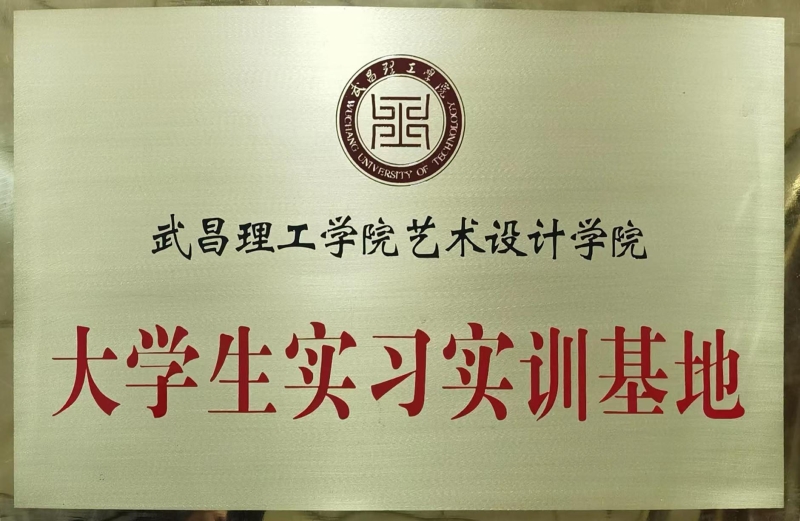 武昌理工學院
WUCHANG UNIVERSITY OF TECHNOLOGY
武昌理工学院艺术设计学院
大学生实习实训基地